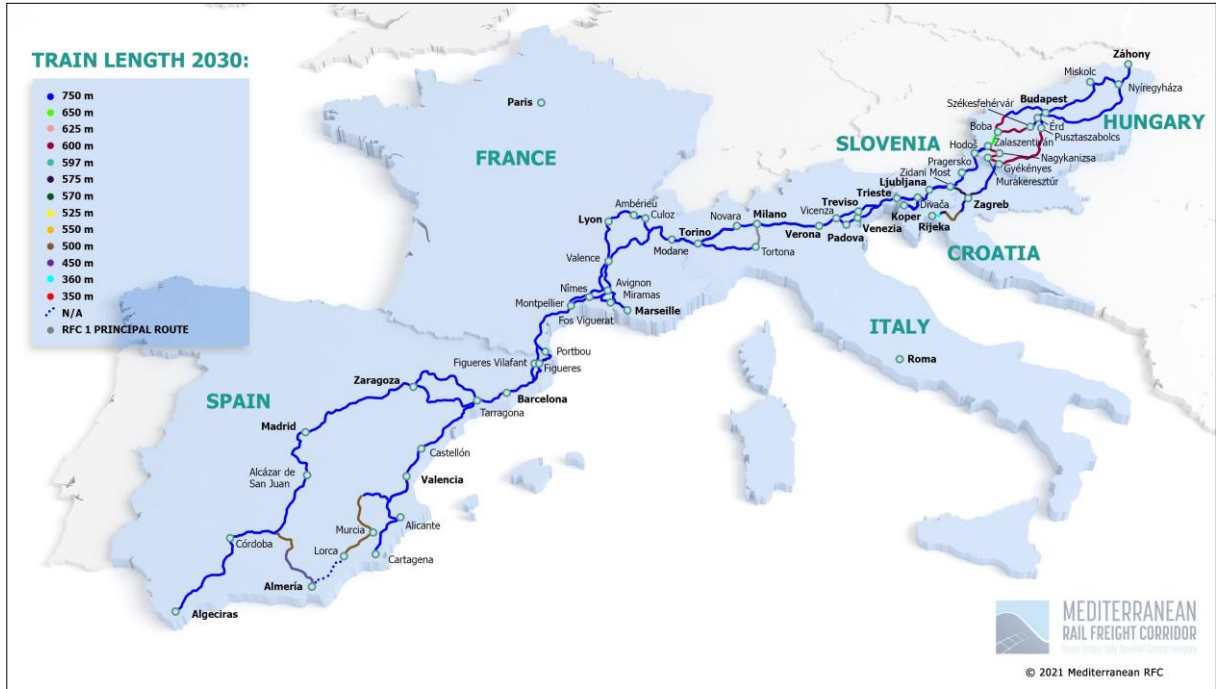 TRAIN LENGTH 2030:
750 m
650 m
625 m
600 m
597 m
575 m
570 m
525 m
550 m
500 m
450 m
360 m
350 m
N/A
RFC 1 PRINCIPAL ROUTE
Paris
FRANCE
Záhony
Miskolc
Nyíregyháza
Budapest
Székesfehérvár
HUNGARY
Érd
Pusztaszabolcs
Boba
SLOVENIA
Zalaszentiván
Hodoš
Nagykanizsa
Pragersko
Gyékényes
Zidani Most
Murakeresztúr
Ljubljana
Zagreb
Trieste
Divača
Treviso
Koper
Rijeka
Vicenza
Venezia
Padova
CROATIA
Verona
Milano
Novara
Tortona
Torino
Modane
Ambérieu
Culoz
Lyon
Valence
Avignon
Nîmes
Miramas
Montpellier
Marseille
Fos Viguerat
ITALY
Roma
Portbou
Figueres Vilafant
Figueres
Zaragoza
Barcelona
SPAIN
Tarragona
Madrid
Castellón
Alcázar de
San Juan
Valencia
Murcia
Alicante
Córdoba
Lorca
Cartagena
Almería
Algeciras
MEDITERRANEAN
RAIL FREIGHT CORRIDOR
© 2021 Mediterranean RFC